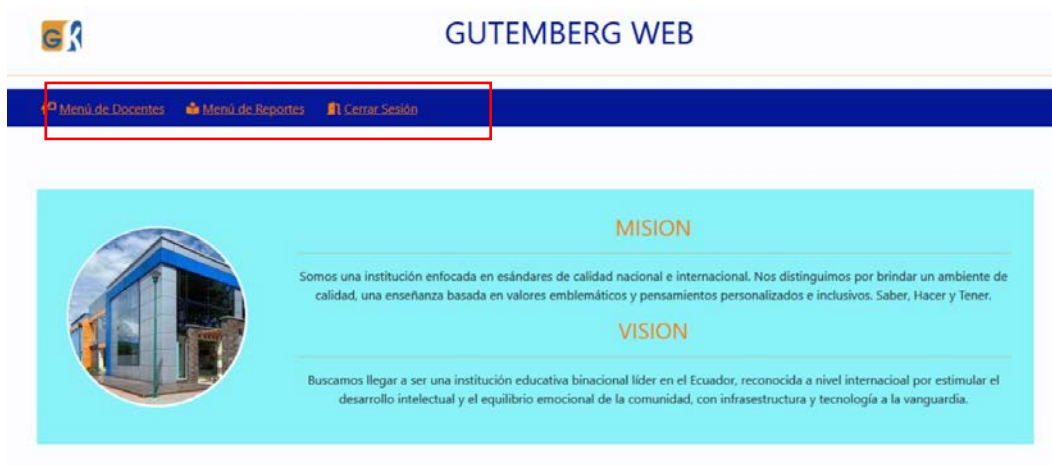 GK
GUTEMBERG WEB
Menú de Docentes Menú de Reportes Cerrar Sesión
MISION
Somos una institución enfocada en esándares de calidad nacional e internacional. Nos distinguimos por brindar un ambiente de
calidad, una enseñanza basada en valores emblemáticos y pensamientos personalizados e inclusivos. Saber, Hacer y Tener.
VISION
Buscamos llegar a ser una institución educativa binacional líder en el Ecuador, reconocida a nivel internacioal por estimular el
desarrollo intelectual y el equilibrio emocional de la comunidad, con infrasestructura y tecnología a la vanguardia.